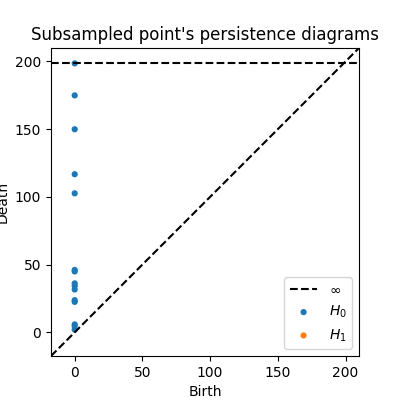 Subsampled point's persistence diagrams
200
150
100
50
0
Death
∞
H₀
H₁
0 50 100 150 200
Birth